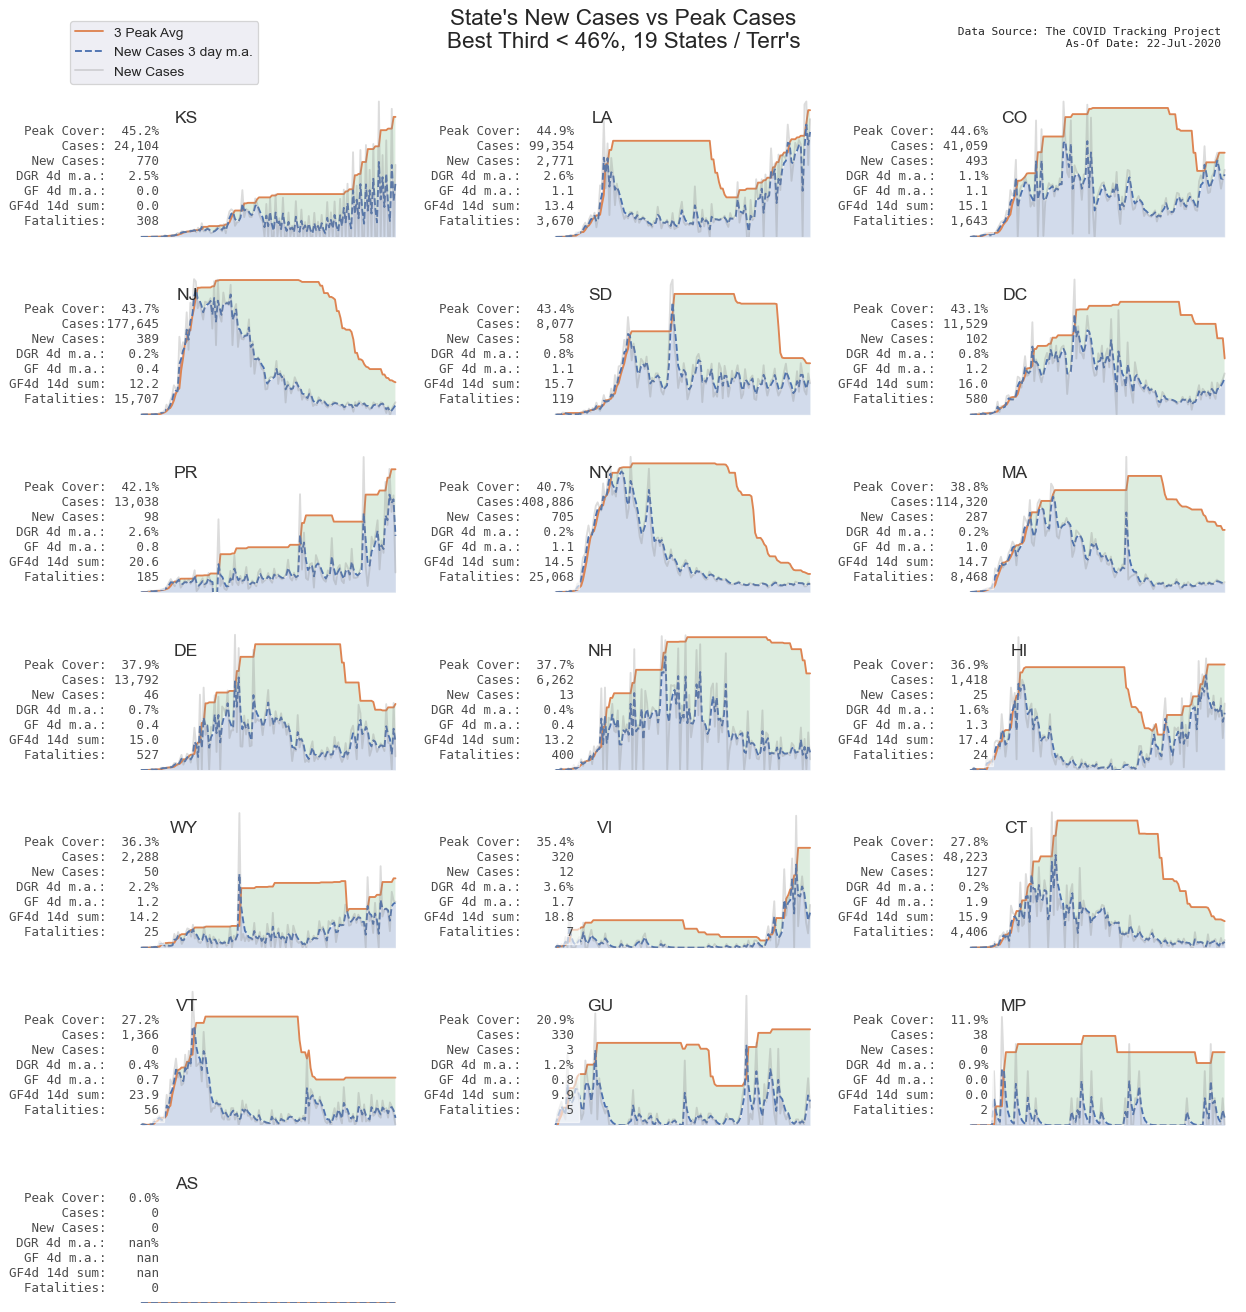 State's New Cases vs Peak Cases
Best Third < 46%, 19 States / Terr's
3 Peak Avg
New Cases 3 day m.a.
New Cases
Data Source: The COVID Tracking Project
As-Of Date: 22-Jul-2020
KS
Peak Cover: 45.2%
Cases: 24,104
New Cases: 770
DGR 4d m.a.: 2.5%
GF 4d m.a.: 0.0
GF4d 14d sum: 0.0
Fatalities: 308
LA
Peak Cover: 44.9%
Cases: 99,354
New Cases: 2,771
DGR 4d m.a.: 2.6%
GF 4d m.a.: 1.1
GF4d 14d sum: 13.4
Fatalities: 3,670
CO
Peak Cover: 44.6%
Cases: 41,059
New Cases: 493
DGR 4d m.a.: 1.1%
GF 4d m.a.: 1.1
GF4d 14d sum: 15.1
Fatalities: 1,643
NJ
Peak Cover: 43.7%
Cases:177,645
New Cases: 389
DGR 4d m.a.: 0.2%
GF 4d m.a.: 0.4
GF4d 14d sum: 12.2
Fatalities: 15,707
SD
Peak Cover: 43.4%
Cases: 8,077
New Cases: 58
DGR 4d m.a.: 0.8%
GF 4d m.a.: 1.1
GF4d 14d sum: 15.7
Fatalities: 119
DC
Peak Cover: 43.1%
Cases: 11,529
New Cases: 102
DGR 4d m.a.: 0.8%
GF 4d m.a.: 1.2
GF4d 14d sum: 16.0
Fatalities: 580
PR
Peak Cover: 42.1%
Cases: 13,038
New Cases: 98
DGR 4d m.a.: 2.6%
GF 4d m.a.: 0.8
GF4d 14d sum: 20.6
Fatalities: 185
NY
Peak Cover: 40.7%
Cases:408,886
New Cases: 705
DGR 4d m.a.: 0.2%
GF 4d m.a.: 1.1
GF4d 14d sum: 14.5
Fatalities: 25,068
MA
Peak Cover: 38.8%
Cases:114,320
New Cases: 287
DGR 4d m.a.: 0.2%
GF 4d m.a.: 1.0
GF4d 14d sum: 14.7
Fatalities: 8,468
DE
Peak Cover: 37.9%
Cases: 13,792
New Cases: 46
DGR 4d m.a.: 0.7%
GF 4d m.a.: 0.4
GF4d 14d sum: 15.0
Fatalities: 527
NH
Peak Cover: 37.7%
Cases: 6,262
New Cases: 13
DGR 4d m.a.: 0.4%
GF 4d m.a.: 0.4
GF4d 14d sum: 13.2
Fatalities: 400
HI
Peak Cover: 36.9%
Cases: 1,418
New Cases: 25
DGR 4d m.a.: 1.6%
GF 4d m.a.: 1.3
GF4d 14d sum: 17.4
Fatalities: 24
WY
Peak Cover: 36.3%
Cases: 2,288
New Cases: 50
DGR 4d m.a.: 2.2%
GF 4d m.a.: 1.2
GF4d 14d sum: 14.2
Fatalities: 25
VI
Peak Cover: 35.4%
Cases: 320
New Cases: 12
DGR 4d m.a.: 3.6%
GF 4d m.a.: 1.7
GF4d 14d sum: 18.8
Fatalities: 7
CT
Peak Cover: 27.8%
Cases: 48,223
New Cases: 127
DGR 4d m.a.: 0.2%
GF 4d m.a.: 1.9
GF4d 14d sum: 15.9
Fatalities: 4,406
VT
Peak Cover: 27.2%
Cases: 1,366
New Cases: 0
DGR 4d m.a.: 0.4%
GF 4d m.a.: 0.7
GF4d 14d sum: 23.9
Fatalities: 56
GU
Peak Cover: 20.9%
Cases: 330
New Cases: 3
DGR 4d m.a.: 1.2%
GF 4d m.a.: 0.8
GF4d 14d sum: 9.9
Fatalities: 5
MP
Peak Cover: 11.9%
Cases: 38
New Cases: 0
DGR 4d m.a.: 0.9%
GF 4d m.a.: 0.0
GF4d 14d sum: 0.0
Fatalities: 2
AS
Peak Cover: 0.0%
Cases: 0
New Cases: 0
DGR 4d m.a.: nan%
GF 4d m.a.: nan
GF4d 14d sum: nan
Fatalities: 0